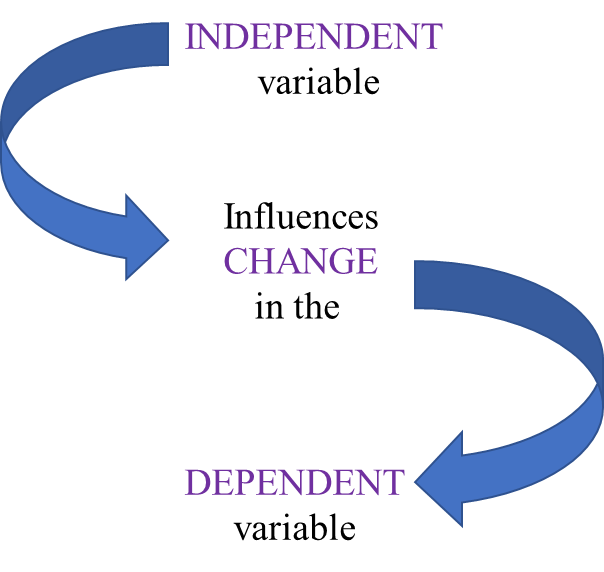 INDEPENDENT
variable
Influences
CHANGE
in the
DEPENDENT
variable